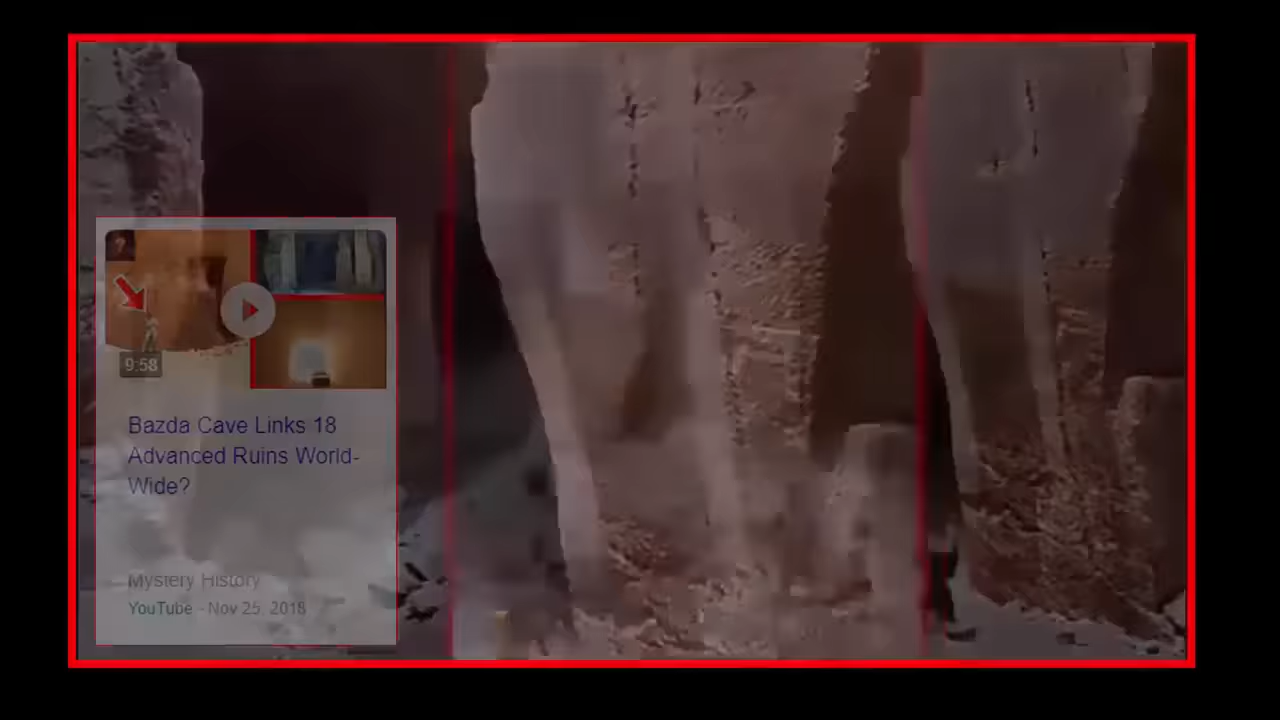 9:58
Bazda Cave Links 18
Advanced Ruins World-
Wide?
Mystery History
YouTube - Nov 25, 2018